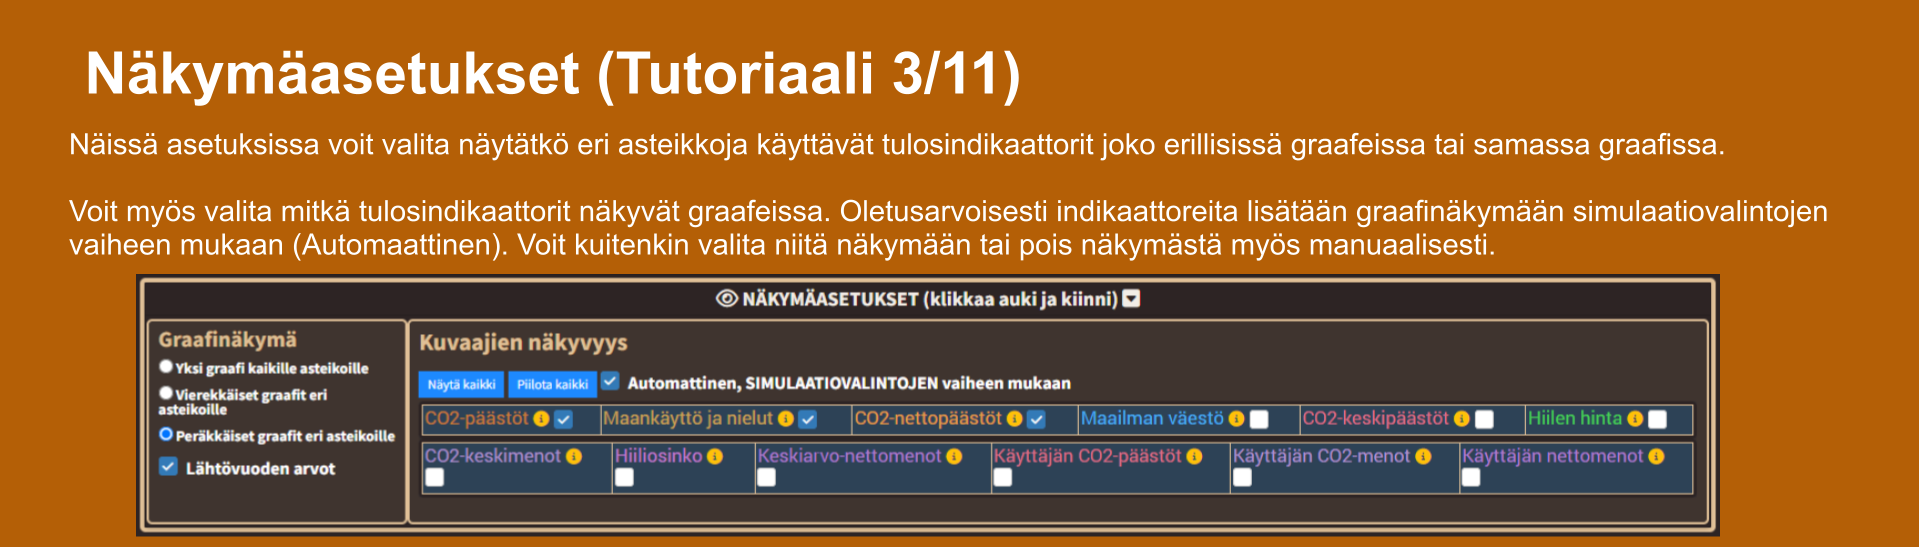 Näkymäasetukset (Tutoriaali 3/11)
Näissä asetuksissa voit valita näytätkö eri asteikkoja käyttävät tulosindikaattorit joko erillisissä graafeissa tai samassa graafissa.
Voit myös valita mitkä tulosindikaattorit näkyvät graafeissa. Oletusarvoisesti indikaattoreita lisätään graafinäkymään simulaatiovalintojen
vaiheen mukaan (Automaattinen). Voit kuitenkin valita niitä näkymään tai pois näkymästä myös manuaalisesti.
NÄKYMÄASETUKSET (klikkaa auki ja kiinni)
Graafinäkymä
Yksi graafi kaikille asteikoille
Vierekkäiset graafit eri
asteikoille
Peräkkäiset graafit eri asteikoille
Lähtövuoden arvot
Kuvaajien näkyvyys
Näytä kaikki Piilota kaikki Automattinen, SIMULAATIOVALINTOJEN vaiheen mukaan
CO2-päästöt Maankäyttö ja nielut CO2-nettopäästöt Maailman väestö CO2-keskipäästöt Hiilen hinta
CO2-keskimenot Hiiliosinko Keskiarvo-nettomenot Käyttäjän CO2-päästöt Käyttäjän CO2-menot Käyttäjän nettomenot